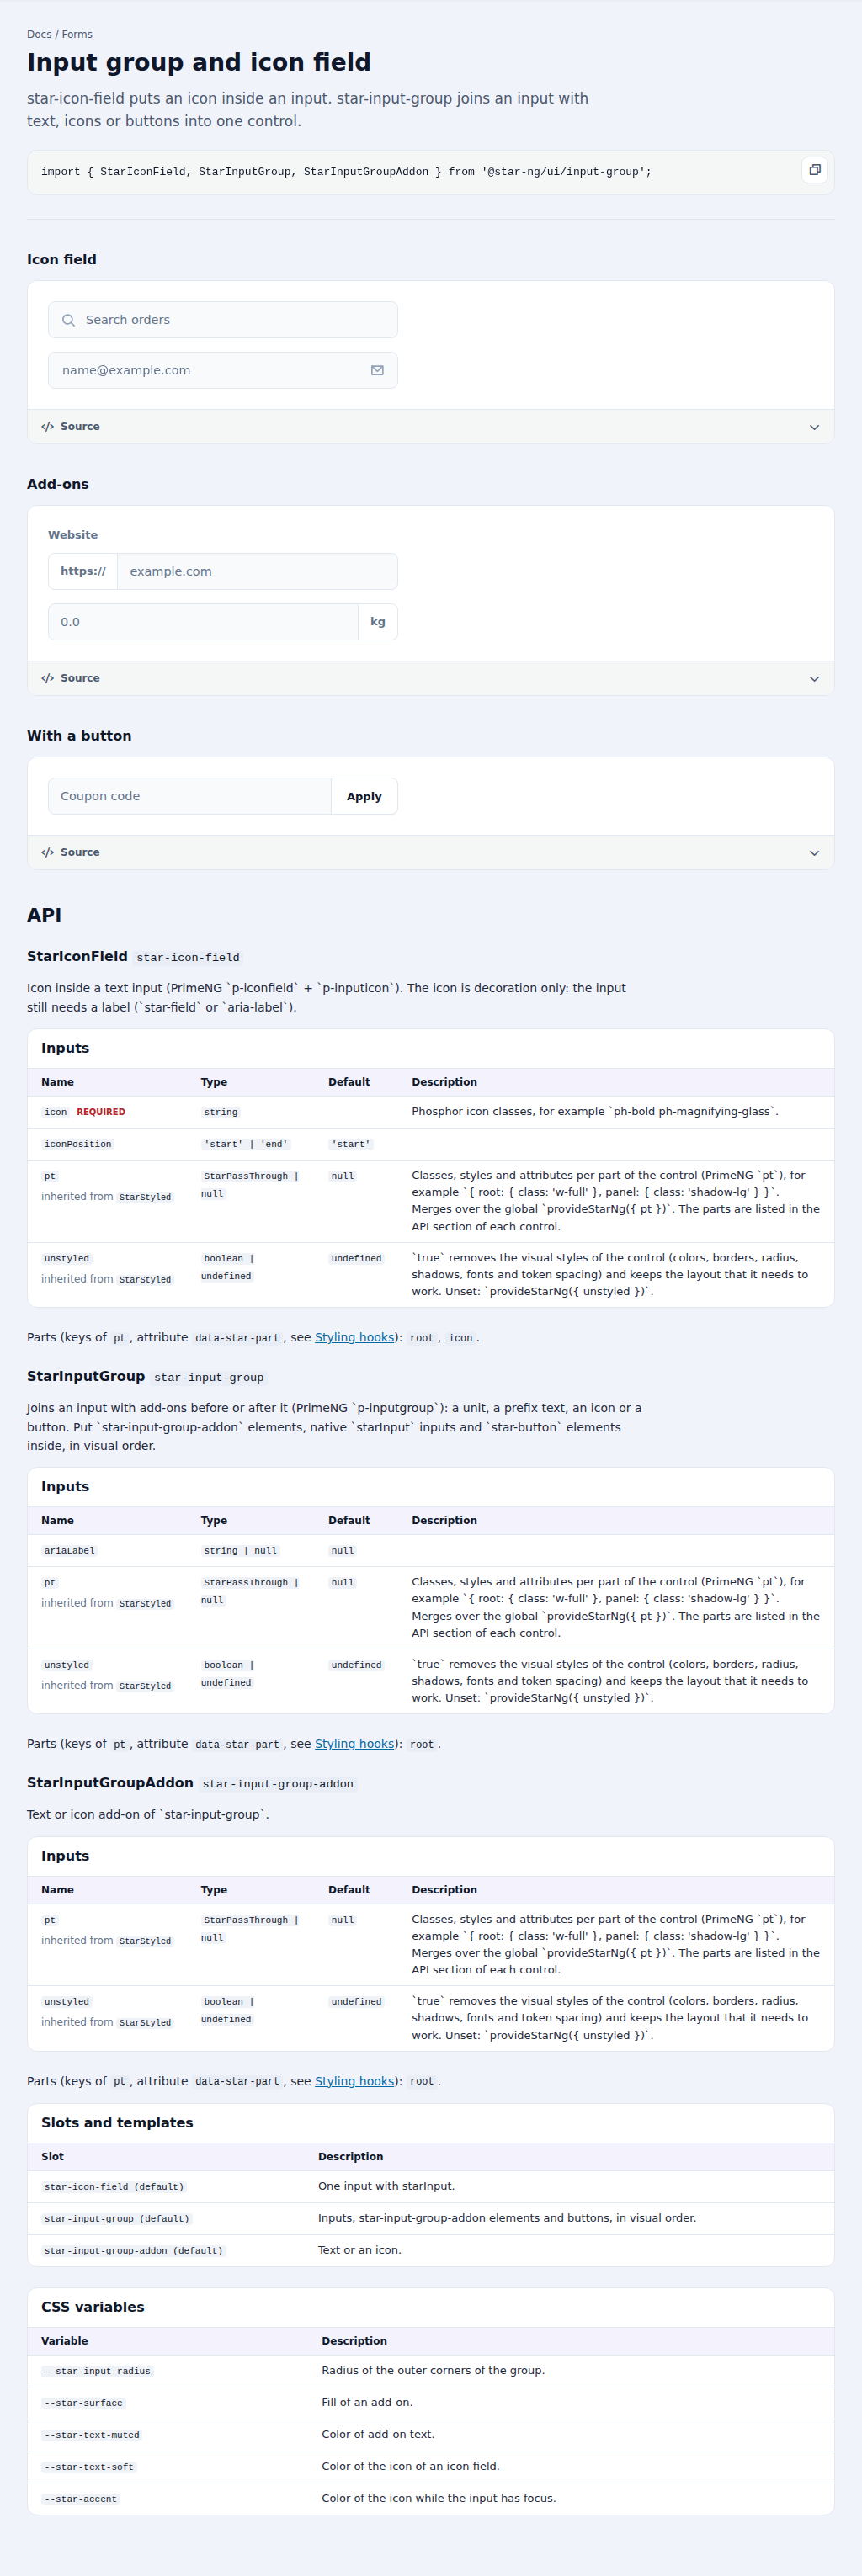 Docs / Forms
Input group and icon field
star-icon-field puts an icon inside an input. star-input-group joins an input with
text, icons or buttons into one control.
import { StarIconField, StarInputGroup, StarInputGroupAddon } from '@star-ng/ui/input-group';
Icon field
Search orders
name@example.com
Source
Add-ons
Website
https:// example.com
0.0 kg
Source
With a button
Coupon code Apply
Source
API
StarIconField star-icon-field
Icon inside a text input (PrimeNG `p-iconfield` + `p-inputicon`). The icon is decoration only: the input
still needs a label (`star-field` or `aria-label`).
Inputs
Name Type Default Description
icon REQUIRED string Phosphor icon classes, for example `ph-bold ph-magnifying-glass`.
iconPosition 'start' | 'end' 'start'
pt StarPassThrough | null Classes, styles and attributes per part of the control (PrimeNG `pt`), for
inherited from StarStyled null example `{ root: { class: 'w-full' }, panel: { class: 'shadow-lg' } }`.
Merges over the global `provideStarNg({ pt })`. The parts are listed in the
API section of each control.
unstyled boolean | undefined `true` removes the visual styles of the control (colors, borders, radius,
inherited from StarStyled undefined shadows, fonts and token spacing) and keeps the layout that it needs to
work. Unset: `provideStarNg({ unstyled })`.
Parts (keys of pt, attribute data-star-part, see Styling hooks): root, icon.
StarInputGroup star-input-group
Joins an input with add-ons before or after it (PrimeNG `p-inputgroup`): a unit, a prefix text, an icon or a
button. Put `star-input-group-addon` elements, native `starInput` inputs and `star-button` elements
inside, in visual order.
Inputs
Name Type Default Description
ariaLabel string | null null
pt StarPassThrough | null Classes, styles and attributes per part of the control (PrimeNG `pt`), for
inherited from StarStyled null example `{ root: { class: 'w-full' }, panel: { class: 'shadow-lg' } }`.
Merges over the global `provideStarNg({ pt })`. The parts are listed in the
API section of each control.
unstyled boolean | undefined `true` removes the visual styles of the control (colors, borders, radius,
inherited from StarStyled undefined shadows, fonts and token spacing) and keeps the layout that it needs to
work. Unset: `provideStarNg({ unstyled })`.
Parts (keys of pt, attribute data-star-part, see Styling hooks): root.
StarInputGroupAddon star-input-group-addon
Text or icon add-on of `star-input-group`.
Inputs
Name Type Default Description
pt StarPassThrough | null Classes, styles and attributes per part of the control (PrimeNG `pt`), for
inherited from StarStyled null example `{ root: { class: 'w-full' }, panel: { class: 'shadow-lg' } }`.
Merges over the global `provideStarNg({ pt })`. The parts are listed in the
API section of each control.
unstyled boolean | undefined `true` removes the visual styles of the control (colors, borders, radius,
inherited from StarStyled undefined shadows, fonts and token spacing) and keeps the layout that it needs to
work. Unset: `provideStarNg({ unstyled })`.
Parts (keys of pt, attribute data-star-part, see Styling hooks): root.
Slots and templates
Slot Description
star-icon-field (default) One input with starInput.
star-input-group (default) Inputs, star-input-group-addon elements and buttons, in visual order.
star-input-group-addon (default) Text or an icon.
CSS variables
Variable Description
--star-input-radius Radius of the outer corners of the group.
--star-surface Fill of an add-on.
--star-text-muted Color of add-on text.
--star-text-soft Color of the icon of an icon field.
--star-accent Color of the icon while the input has focus.